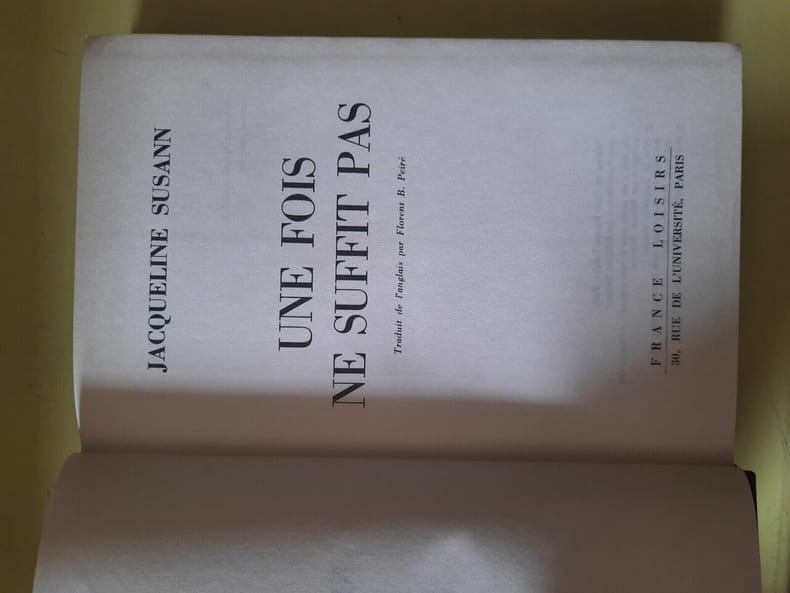 JACQUELINE SUSANN
UNE FOIS
NE SUFFIT PAS
Traduit de l'anglais par Florent B. Peiré
FRANCE LOISIRS
30, RUE DE L'UNIVERSITÉ, PARIS